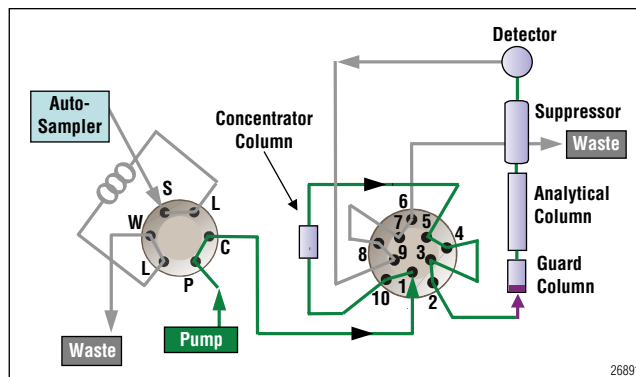 Detector
Auto-
Sampler
Concentrator
Column
Suppressor
Waste
S
L
W
C
L
P
6
7
5
4
8
9
3
10
1
2
Analytical
Column
Guard
Column
Waste
Pump